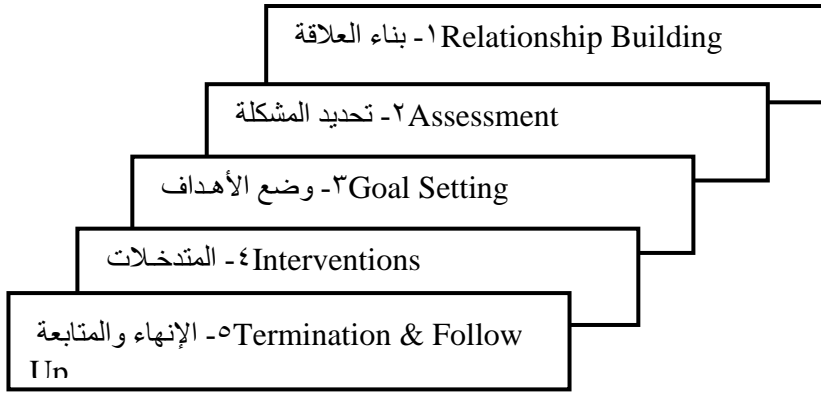 ١- بناء العلاقة Relationship Building
٢- تحديد المشكلة Assessment
٣- وضع الأهداف Goal Setting
٤- المتدخلات Interventions
٥- الإنهاء والمتابعة Termination & Follow
Up